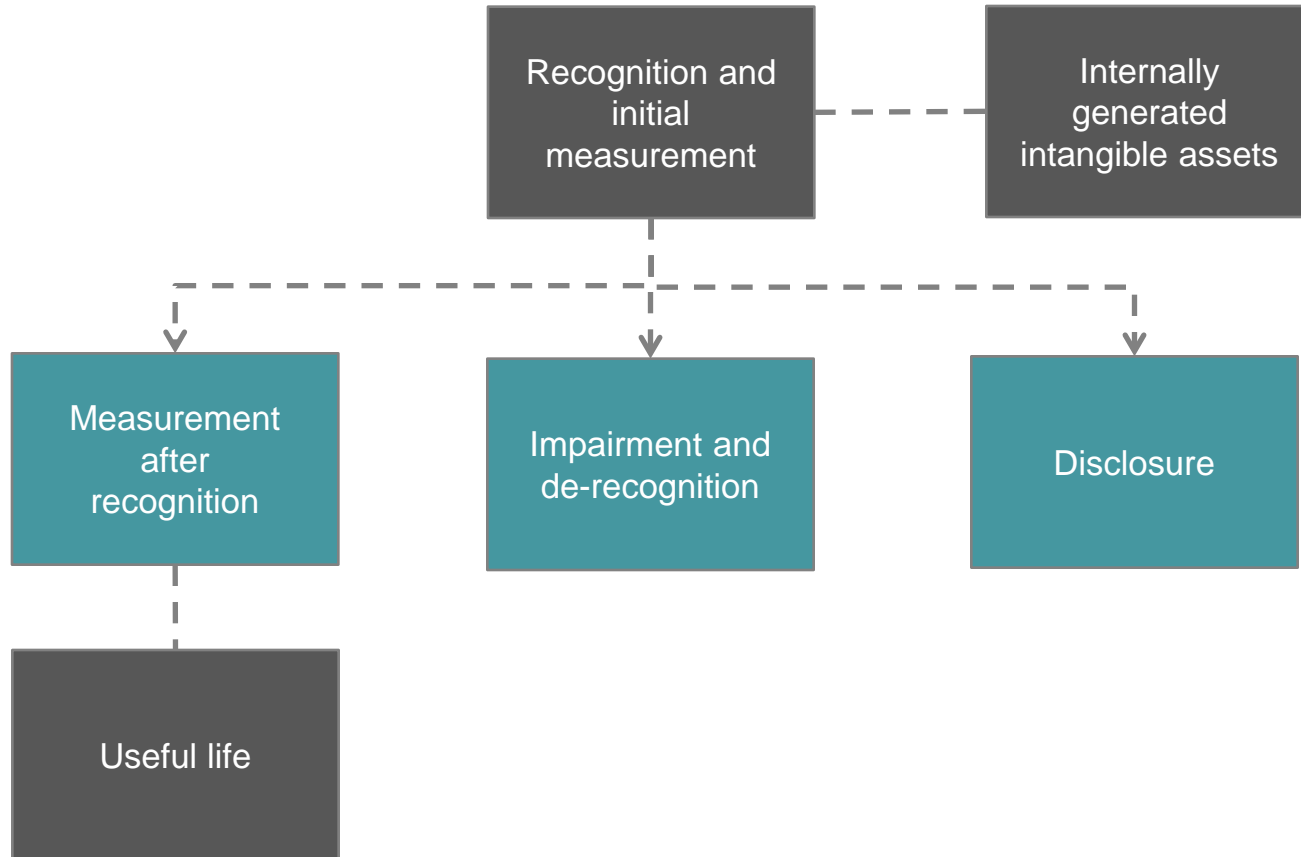 Recognition and
initial
measurement
Internally
generated
intangible assets
Measurement
after
recognition
Impairment and
de-recognition
Disclosure
Useful life